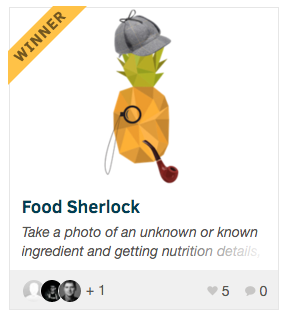 WINNER
Food Sherlock
Take a photo of an unknown or known
ingredient and getting nutrition details,
+ 1 5 0